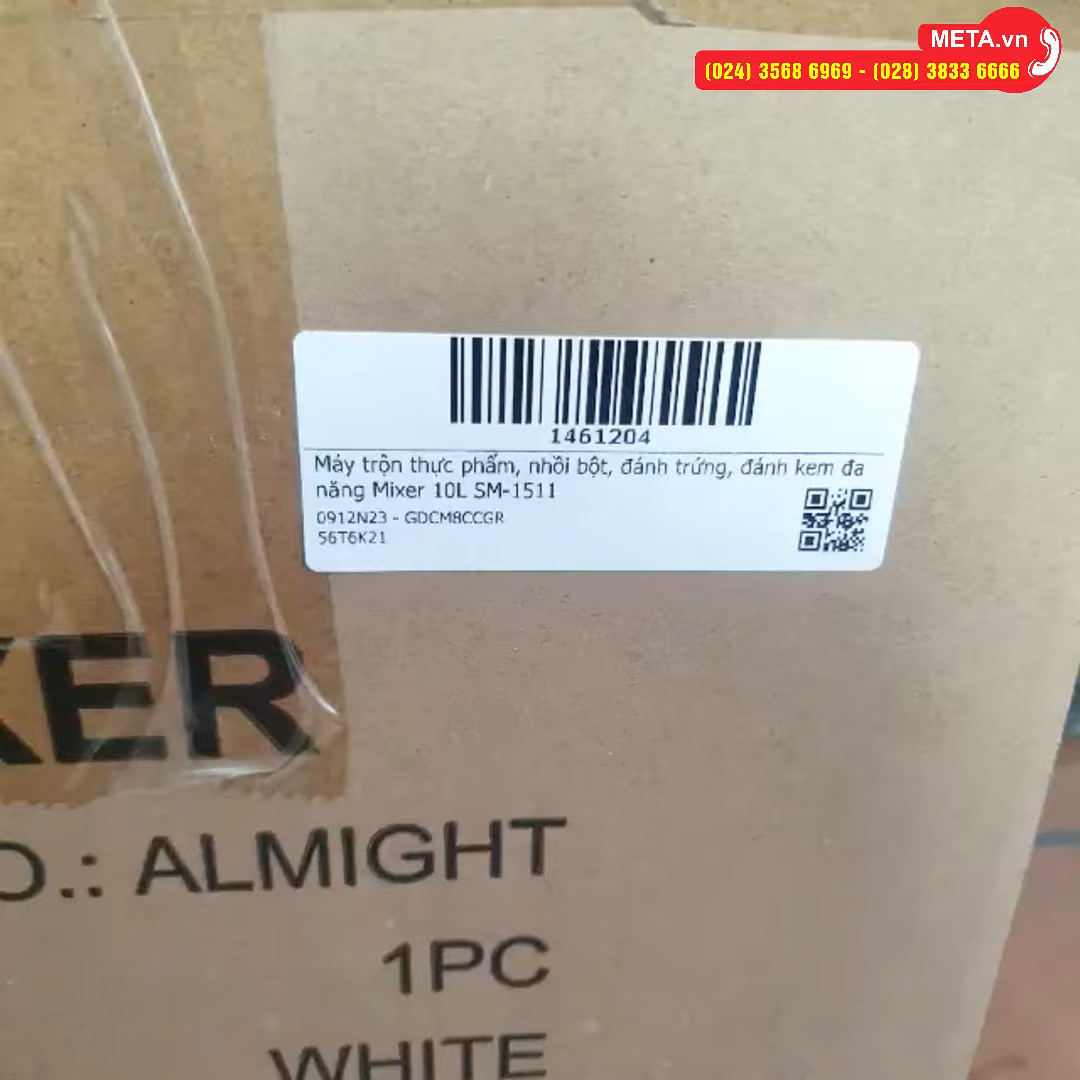 META.vn
(024) 3568 6969 - (028) 3833 6666
1461204
Máy trộn thực phẩm, nhồi bột, đánh trứng, đánh kem đa
năng Mixer 10L SM-1511
0912N23 - GDCM8CCGR
56T6K21
XER
O.: ALMIGHT
1PC
WHITE